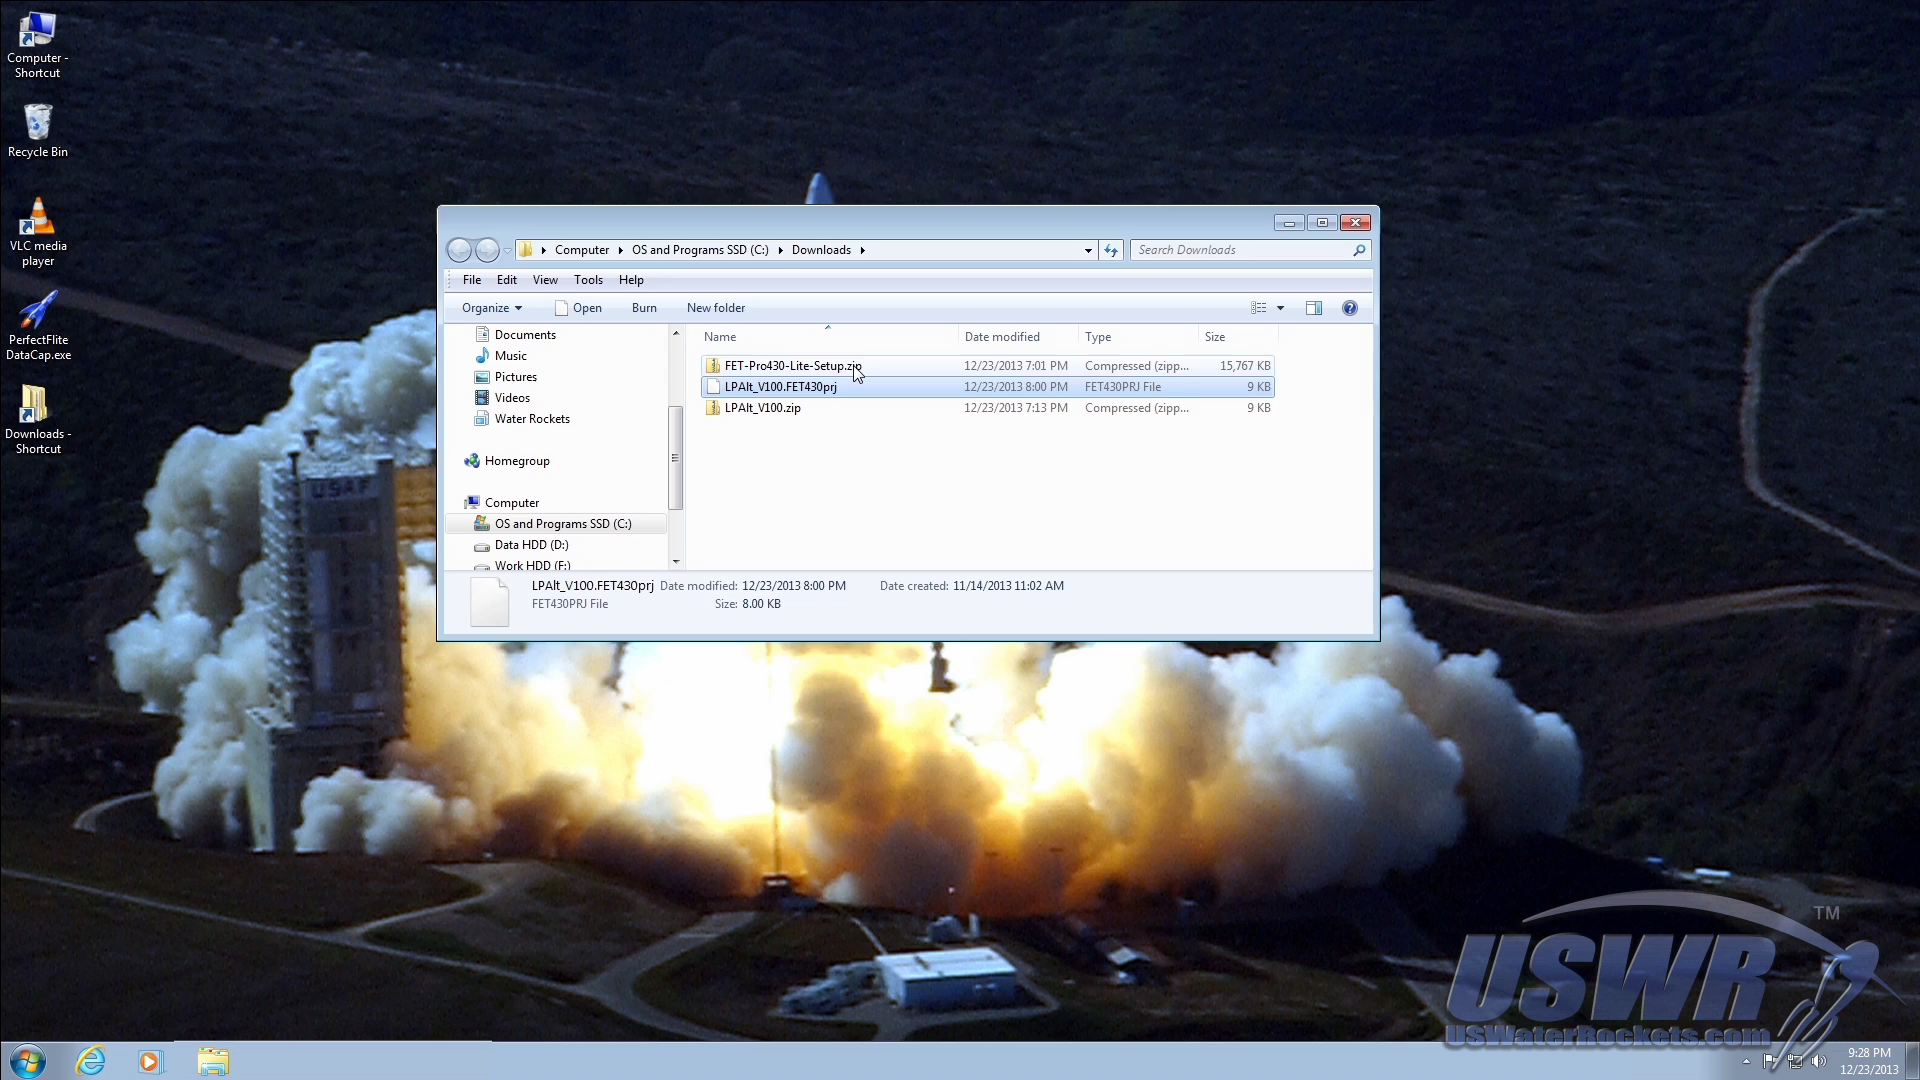 Computer -
Shortcut
Recycle Bin
VLC media
player
PerfectFlite
DataCap.exe
Downloads -
Shortcut
Computer OS and Programs SSD (C:) Downloads
Search Downloads
File Edit View Tools Help
Organize Open Burn New folder
Documents
Music
Pictures
Videos
Water Rockets
Homegroup
Computer
OS and Programs SSD (C:)
Data HDD (D:)
Work HDD (F:)
Name Date modified Type Size
FET-Pro430-Lite-Setup.zip 12/23/2013 7:01 PM Compressed (zipp... 15,767 KB
LPAlt_V100.FET430prj 12/23/2013 8:00 PM FET430PRJ File 9 KB
LPAlt_V100.zip 12/23/2013 7:13 PM Compressed (zipp... 9 KB
LPAlt_V100.FET430prj Date modified: 12/23/2013 8:00 PM Date created: 11/14/2013 11:02 AM
FET430PRJ File Size: 8.00 KB
USAF
USWR TM
USWaterRockets.com
9:28 PM
12/23/2013